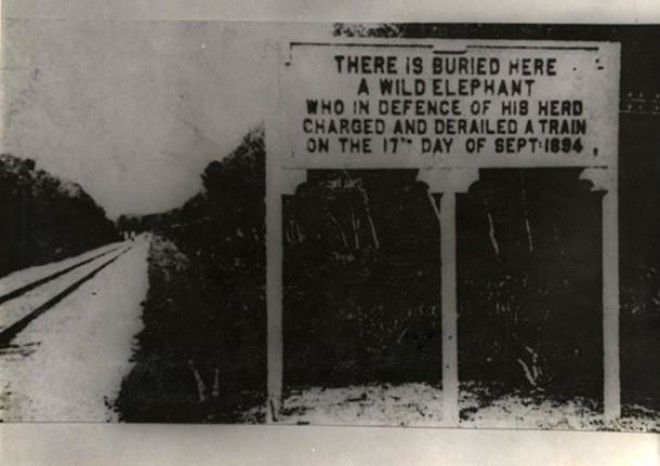 THERE IS BURIED HERE
A WILD ELEPHANT
WHO IN DEFENCE OF HIS HERD
CHARGED AND DERAILED A TRAIN
ON THE 17TH DAY OF SEPT: 1894,